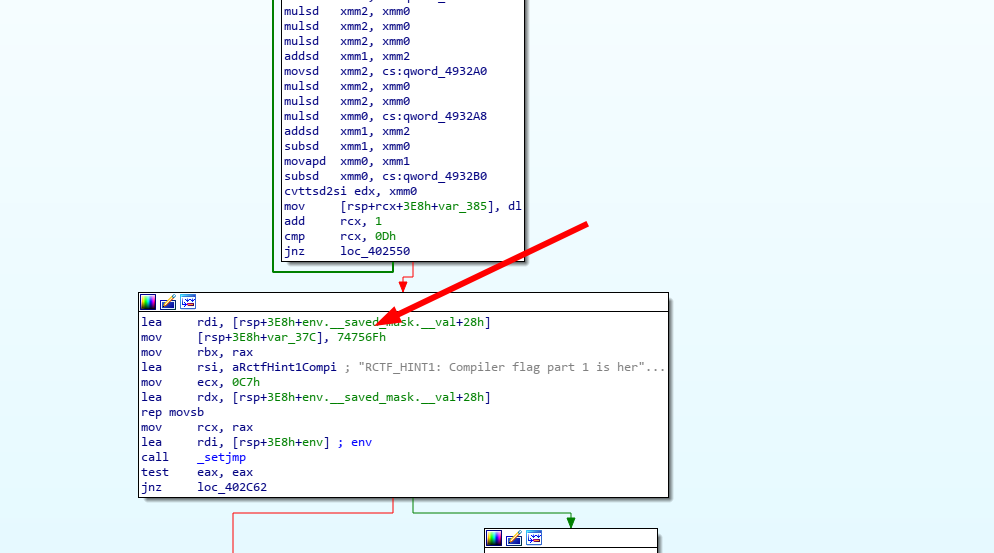 mulsd xmm2, xmm0
mulsd xmm2, xmm0
mulsd xmm2, xmm0
addsd xmm1, xmm2
movsd xmm2, cs:qword_4932A0
mulsd xmm2, xmm0
mulsd xmm2, xmm0
mulsd xmm0, cs:qword_4932A8
addsd xmm1, xmm2
subsd xmm1, xmm0
movapd xmm0, xmm1
subsd xmm0, cs:qword_4932B0
cvttsd2si edx, xmm0
mov [rsp+rcx+3E8h+var_385], dl
add rcx, 1
cmp rcx, 0Dh
jnz loc_402550
lea rdi, [rsp+3E8h+env.__saved_mask.__val+28h]
mov [rsp+3E8h+var_37C], 74756Fh
mov rbx, rax
lea rsi, aRctfHint1Compi ; "RCTF_HINT1: Compiler flag part 1 is her"...
mov ecx, 0C7h
lea rdx, [rsp+3E8h+env.__saved_mask.__val+28h]
rep movsb
mov rcx, rax
lea rdi, [rsp+3E8h+env] ; env
call _setjmp
test eax, eax
jnz loc_402C62